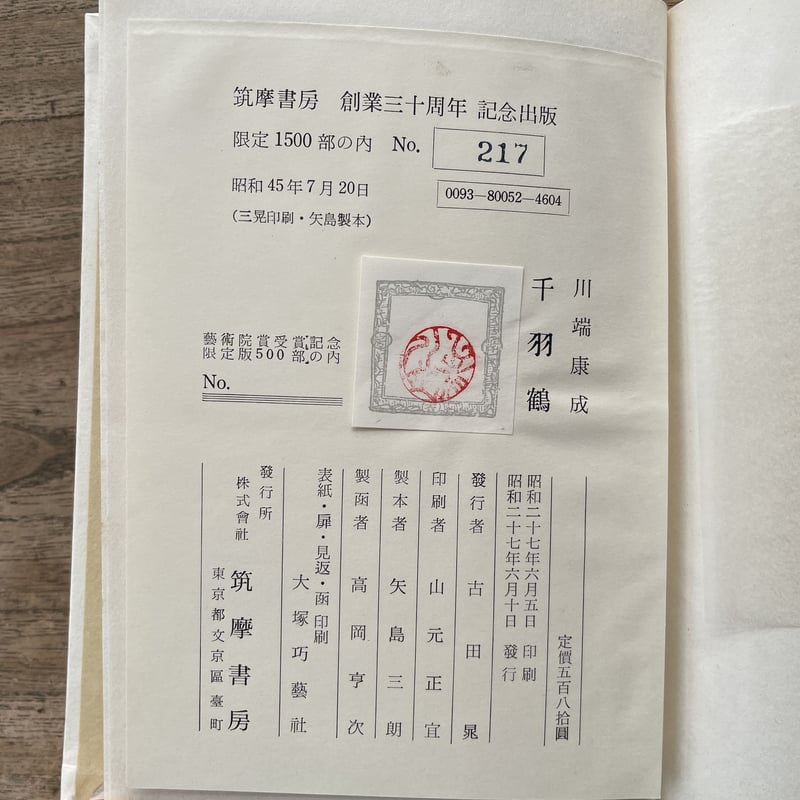 筑摩書房 創業三十周年 記念出版
限定1500部の内 No. 217
昭和45年7月20日
0093—80052—4604
(三晃印刷・矢島製本)
川端康成
千羽鶴
藝術院賞受賞記念
限定版500部の內
No.
定價五百八拾圓
昭和二十七年六月五日 印刷
昭和二十七年六月十日 發行
發行者 古田晁
印刷者 山元正宜
製本者 矢島三朗
製函者 高岡亨次
表紙・扉・見返・函印刷 大塚巧藝社
發行所
株式會社 筑摩書房
東京都文京區臺町